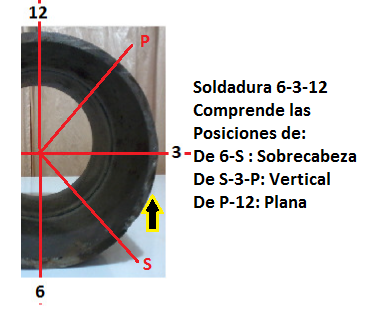 12
P
Soldadura 6-3-12
Comprende las
Posiciones de:
De 6-S : Sobrecabeza
3
De S-3-P: Vertical
De P-12: Plana
S
6